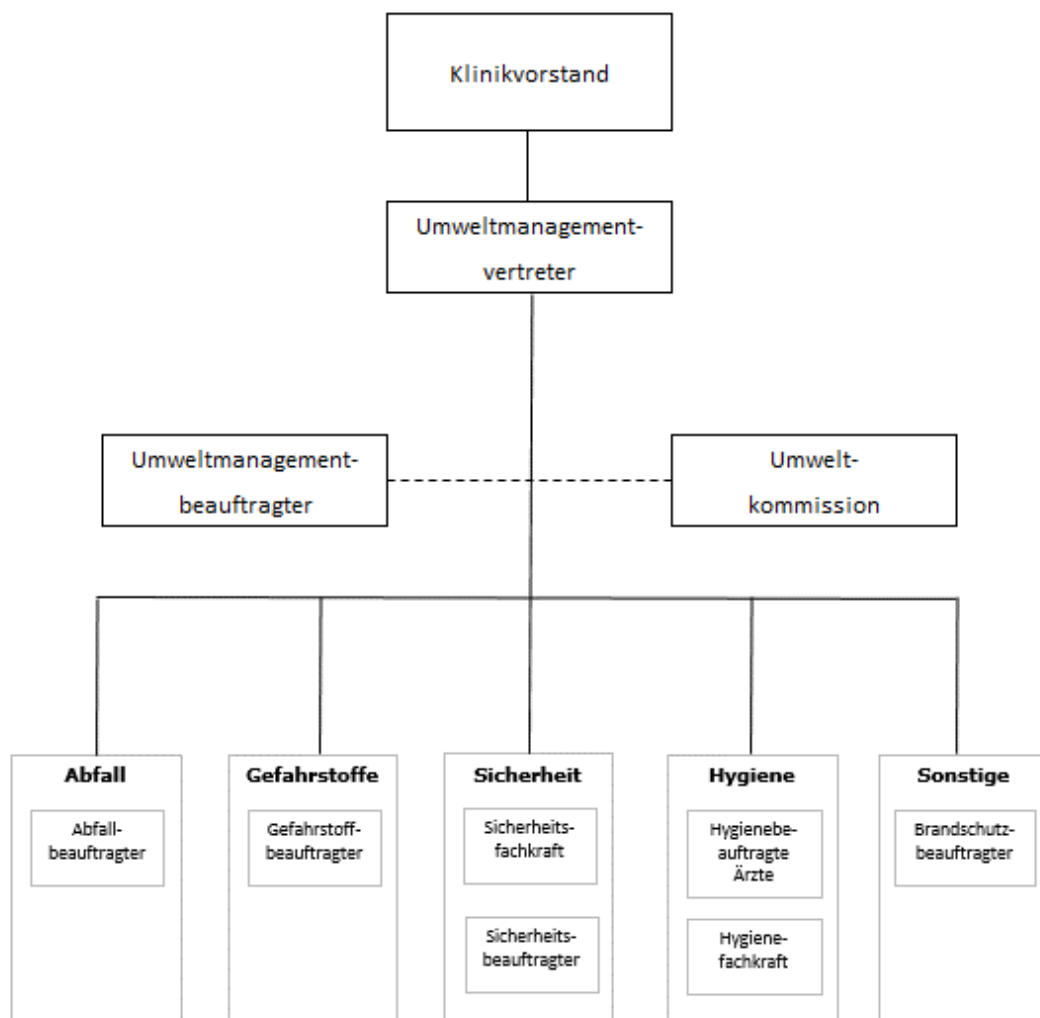 Klinikvorstand
Umweltmanagement-
vertreter
Umweltmanagement-
beauftragter
Umwelt-
kommission
Abfall
Abfall-
beauftragter
Gefahrstoffe
Gefahrstoff-
beauftragter
Sicherheit
Sicherheits-
fachkraft
Sicherheits-
beauftragter
Hygiene
Hygienebe-
auftragte
Ärzte
Hygiene-
fachkraft
Sonstige
Brandschutz-
beauftragter